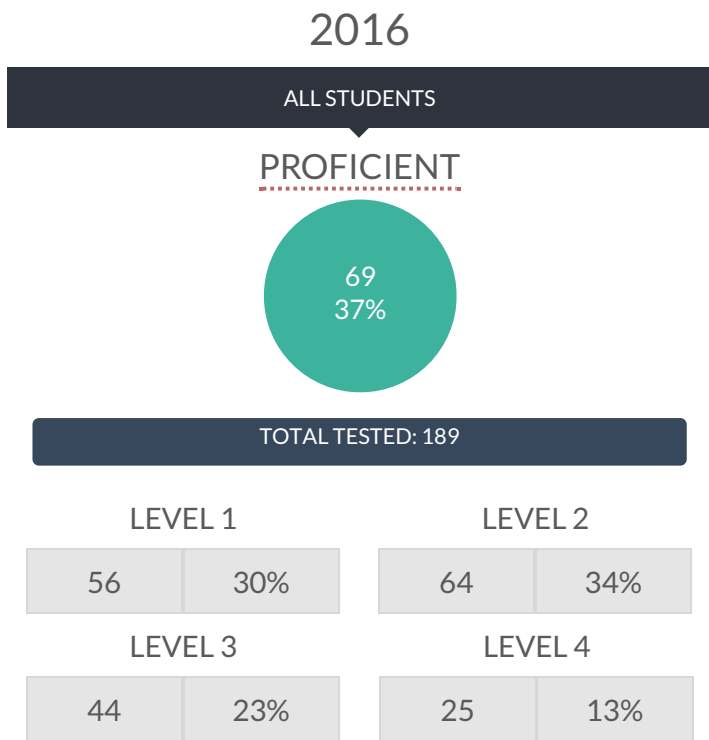 2016
ALL STUDENTS
PROFICIENT
69
37%
TOTAL TESTED: 189
LEVEL 1
LEVEL 2
56 30%
64 34%
LEVEL 3
LEVEL 4
44 23%
25 13%